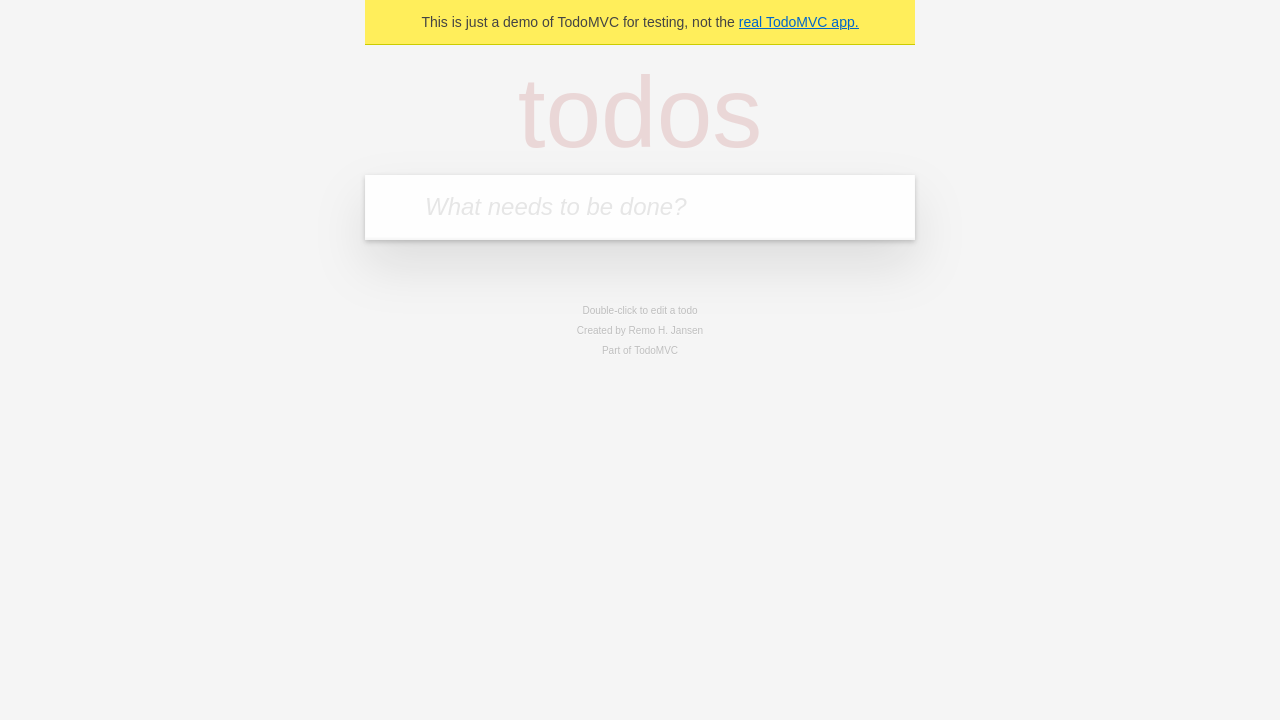 This is just a demo of TodoMVC for testing, not the real TodoMVC app.
todos
What needs to be done?
Double-click to edit a todo
Created by Remo H. Jansen
Part of TodoMVC